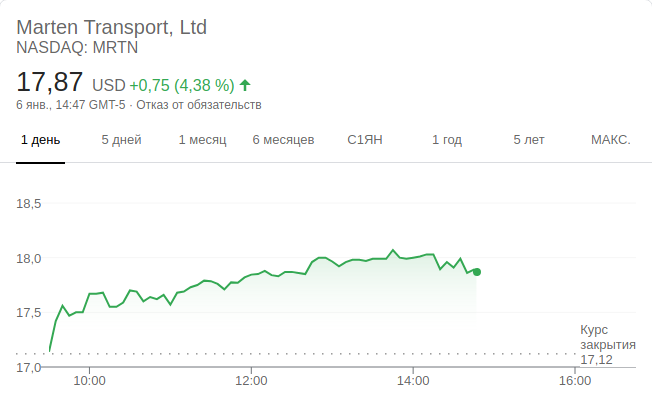 Marten Transport, Ltd
NASDAQ: MRTN
17,87 USD +0,75 (4,38 %)
6 янв., 14:47 GMT-5 · Отказ от обязательств
1 день 5 дней 1 месяц 6 месяцев С1ЯН 1 год 5 лет МАКС.
18,5
18,0
17,5
17,0
Курс
закрытия
17,12
10:00 12:00 14:00 16:00